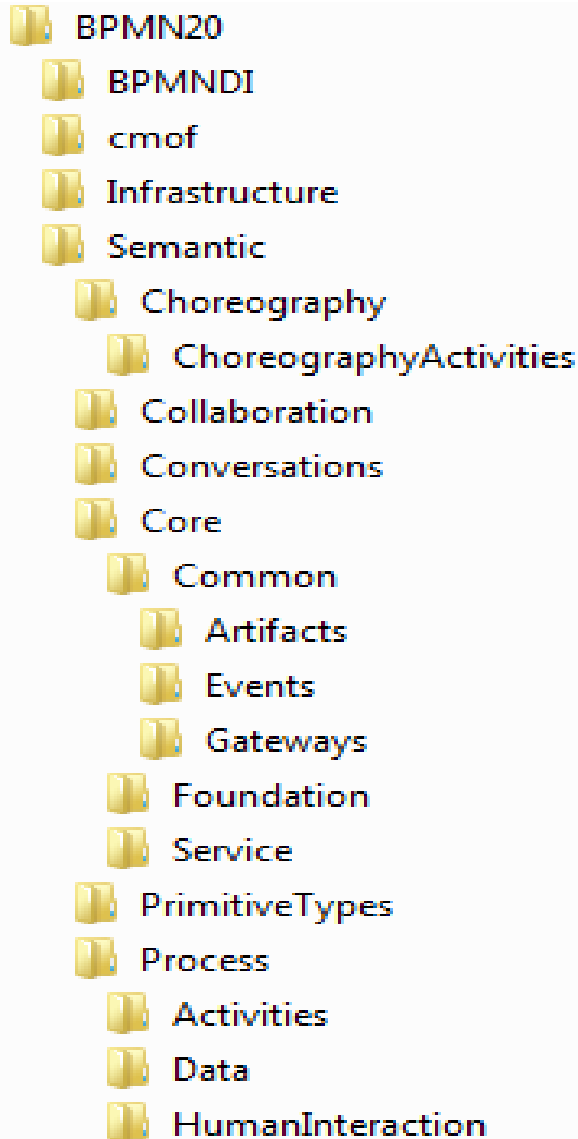 BPMN20
BPMNDI
cmof
Infrastructure
Semantic
Choreography
ChoreographyActivities
Collaboration
Conversations
Core
Common
Artifacts
Events
Gateways
Foundation
Service
PrimitiveTypes
Process
Activities
Data
HumanInteraction